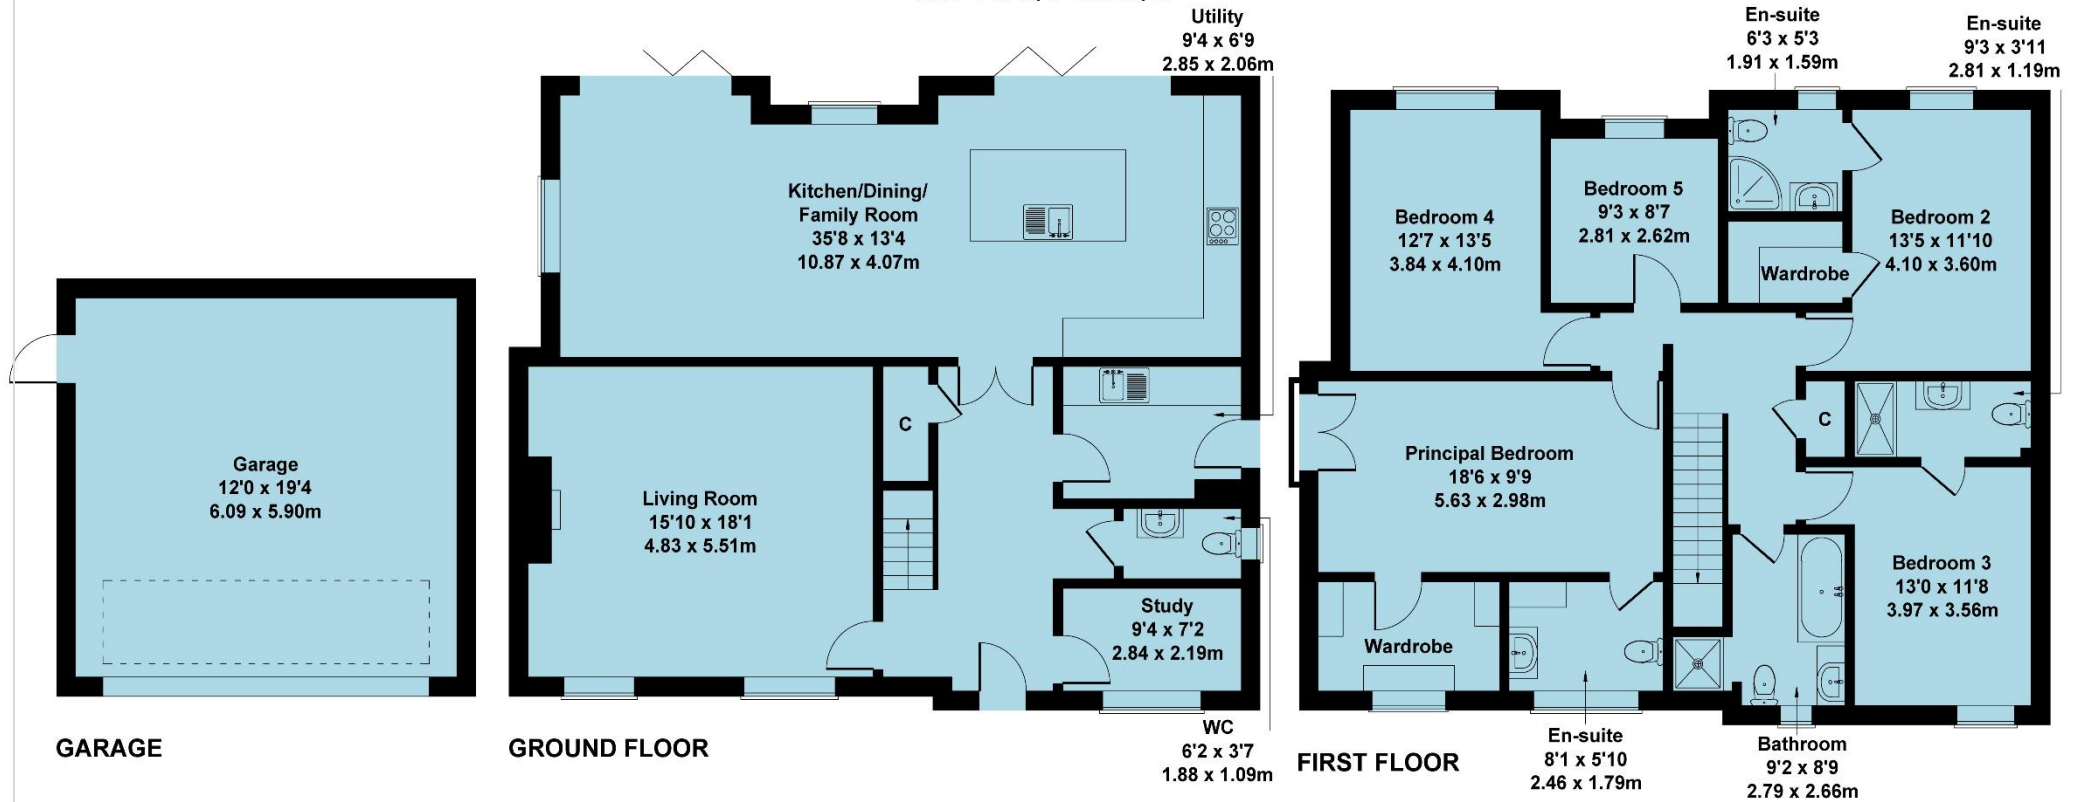 Utility
9'4 x 6'9
2.85 x 2.06m
En-suite
6'3 x 5'3
1.91 x 1.59m
En-suite
9'3 x 3'11
2.81 x 1.19m
Kitchen/Dining/
Family Room
35'8 x 13'4
10.87 x 4.07m
Bedroom 4
12'7 x 13'5
3.84 x 4.10m
Bedroom 5
9'3 x 8'7
2.81 x 2.62m
Bedroom 2
13'5 x 11'10
4.10 x 3.60m
Wardrobe
Garage
12'0 x 19'4
6.09 x 5.90m
Living Room
15'10 x 18'1
4.83 x 5.51m
C
Principal Bedroom
18'6 x 9'9
5.63 x 2.98m
C
Study
9'4 x 7'2
2.84 x 2.19m
Wardrobe
Bedroom 3
13'0 x 11'8
3.97 x 3.56m
GARAGE
GROUND FLOOR
WC
6'2 x 3'7
1.88 x 1.09m
FIRST FLOOR
En-suite
8'1 x 5'10
2.46 x 1.79m
Bathroom
9'2 x 8'9
2.79 x 2.66m